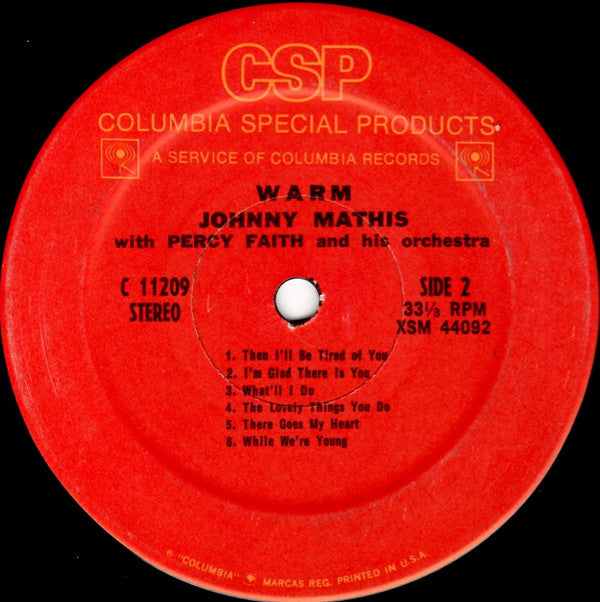 CSP
COLUMBIA SPECIAL PRODUCTS
A SERVICE OF COLUMBIA RECORDS
WARM
JOHNNY MATHIS
with PERCY FAITH and his orchestra
C 11209
STEREO
SIDE 2
33⅓ RPM
XSM 44092
1. Then I'll Be Tired of You
2. I'm Glad There Is You
3. What'll I Do
4. The Lovely Things You Do
5. There Goes My Heart
6. While We're Young
® "COLUMBIA" MARCAS REG. PRINTED IN U.S.A.